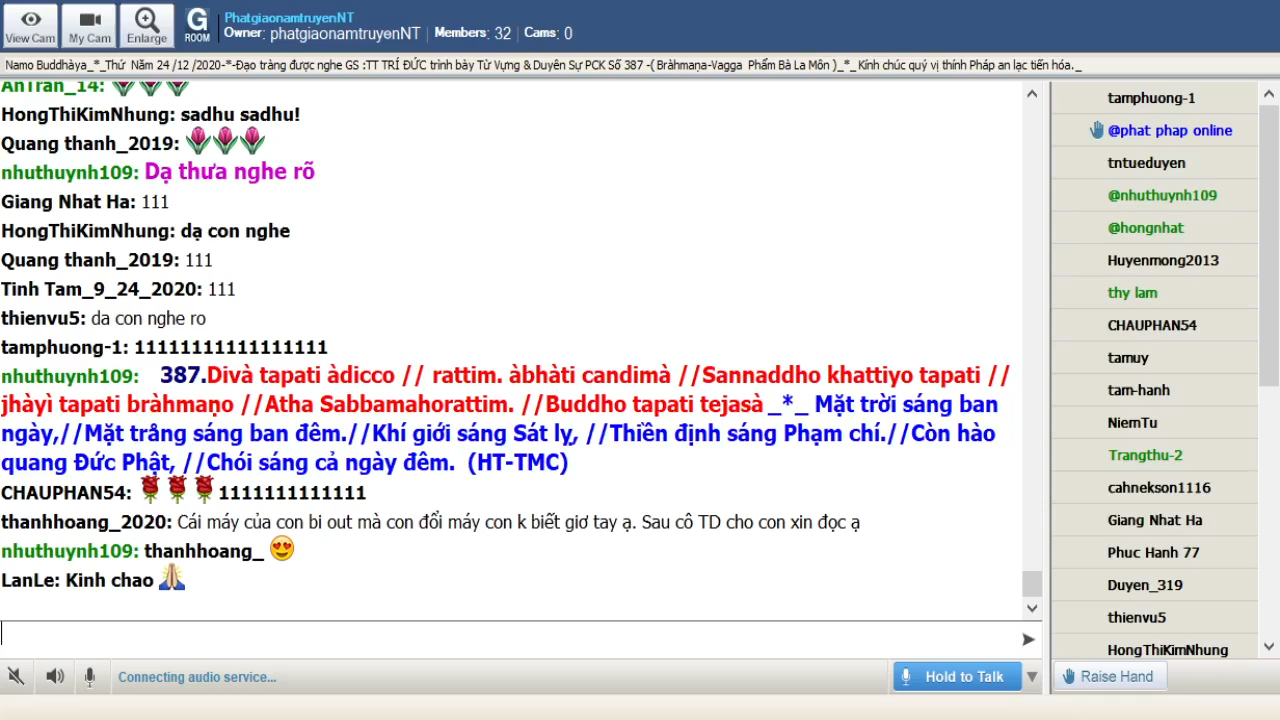 View Cam
My Cam
Enlarge
G
ROOM
PhatgiaonamtruyenNT
Owner: phatgiaonamtruyenNT | Members: 32 | Cams: 0
Namo Buddhàya_*_Thứ Năm 24 /12 /2020-*-Đạo tràng được nghe GS :TT TRÍ ĐỨC trình bày Từ Vựng & Duyên Sự PCK Số 387 -( Bràhmaṇa-Vagga Phẩm Bà La Môn )_*_ Kính chúc quý vị thính Pháp an lạc tiến hóa._
AnTran_14:
HongThiKimNhung: sadhu sadhu!
Quang thanh_2019:
nhuthuynh109: Dạ thưa nghe rõ
Giang Nhat Ha: 111
HongThiKimNhung: dạ con nghe
Quang thanh_2019: 111
Tinh Tam_9_24_2020: 111
thienvu5: da con nghe ro
tamphuong-1: 11111111111111111
nhuthuynh109: 387.Divà tapati àdicco // rattim. àbhàti candimà //Sannaddho khattiyo tapati //
jhàyì tapati bràhmaṇo //Atha Sabbamahorattim. //Buddho tapati tejasà _*_ Mặt trời sáng ban
ngày,//Mặt trăng sáng ban đêm.//Khí giới sáng Sát lỵ, //Thiền định sáng Phạm chí.//Còn hào
quang Đức Phật, //Chói sáng cả ngày đêm. (HT-TMC)
CHAUPHAN54: 1111111111111
thanhhoang_2020: Cái máy của con bi out mà con đổi máy con k biết giơ tay ạ. Sau cô TD cho con xin đọc ạ
nhuthuynh109: thanhhoang_
LanLe: Kinh chao
Connecting audio service...
Hold to Talk
tamphuong-1
@phat phap online
tntueduyen
@nhuthuynh109
@hongnhat
Huyenmong2013
thy lam
CHAUPHAN54
tamuy
tam-hanh
NiemTu
Trangthu-2
cahnekson1116
Giang Nhat Ha
Phuc Hanh 77
Duyen_319
thienvu5
HongThiKimNhung
Raise Hand